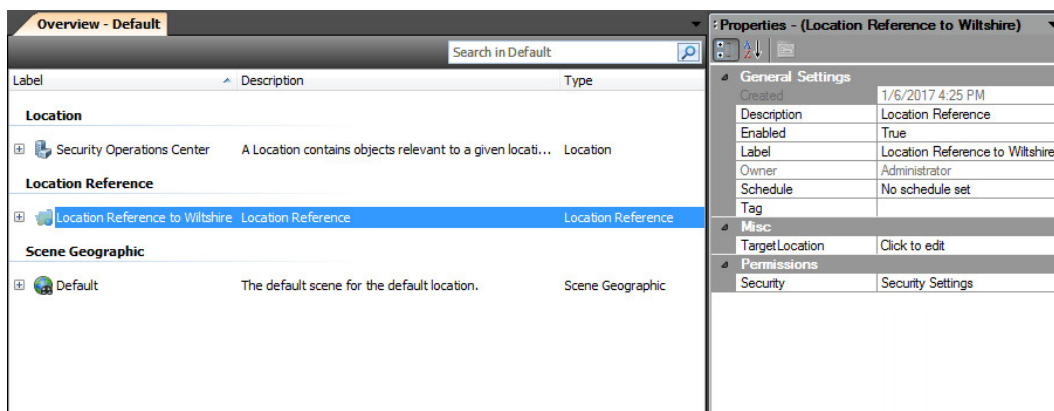 Overview - Default
Search in Default
Label Description Type
Location
Security Operations Center A Location contains objects relevant to a given locati... Location
Location Reference
Location Reference to Wiltshire Location Reference Location Reference
Scene Geographic
Default The default scene for the default location. Scene Geographic
Properties - (Location Reference to Wiltshire)
General Settings
Created 1/6/2017 4:25 PM
Description Location Reference
Enabled True
Label Location Reference to Wiltshire
Owner Administrator
Schedule No schedule set
Tag
Misc
TargetLocation Click to edit
Permissions
Security Security Settings